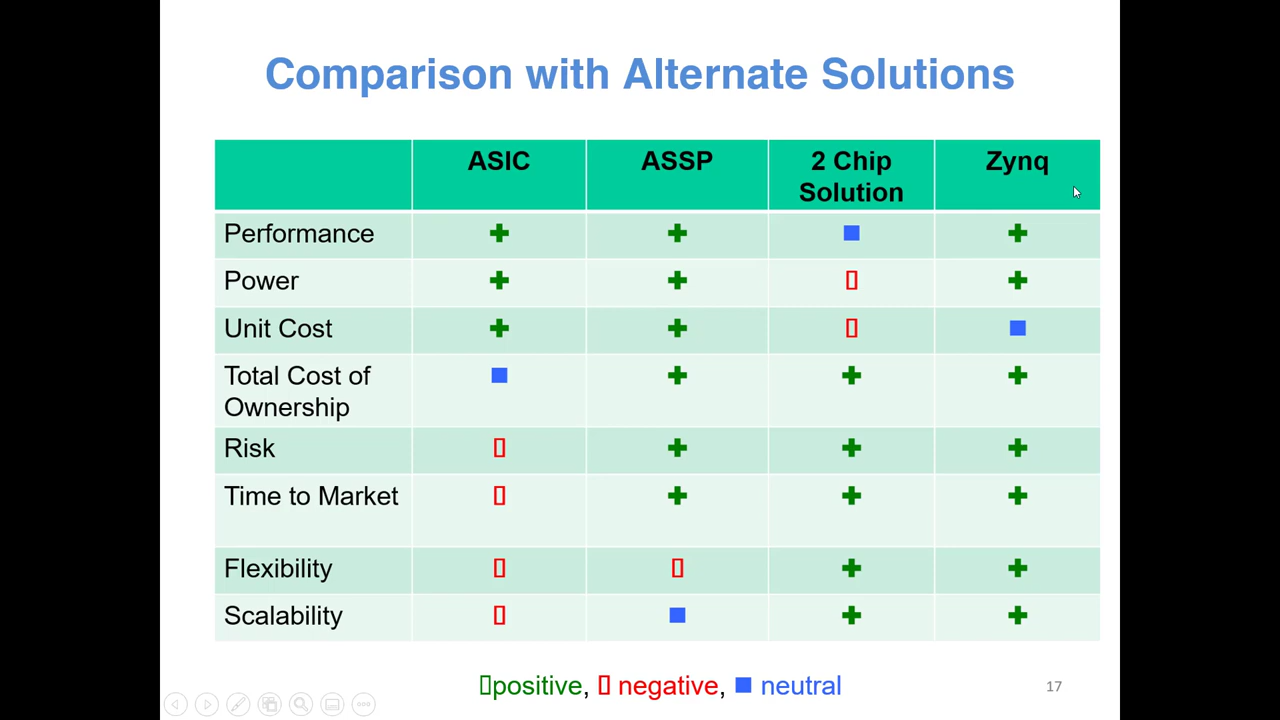 Comparison with Alternate Solutions
ASIC ASSP 2 Chip Solution Zynq
Performance ✚ ✚ ■ ✚
Power ✚ ✚ ▯ ✚
Unit Cost ✚ ✚ ▯ ■
Total Cost of Ownership ■ ✚ ✚ ✚
Risk ▯ ✚ ✚ ✚
Time to Market ▯ ✚ ✚ ✚
Flexibility ▯ ▯ ✚ ✚
Scalability ▯ ■ ✚ ✚
▯positive, ▯ negative, ■ neutral
17